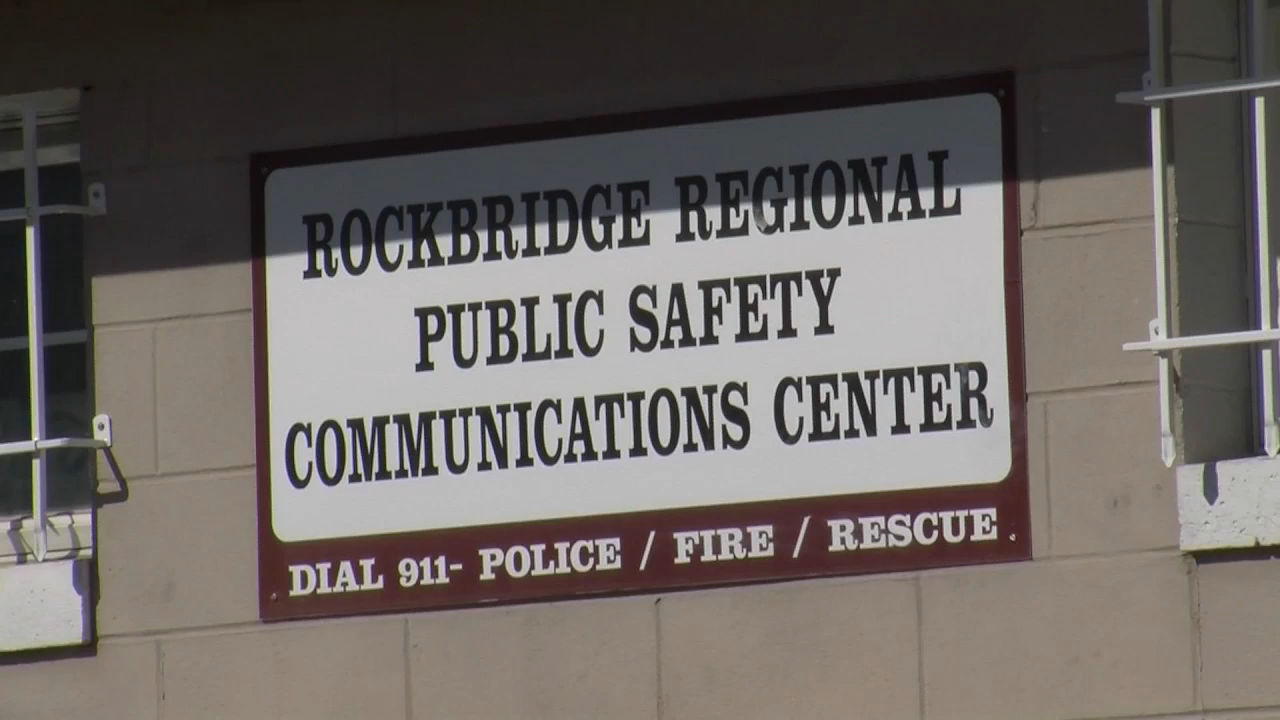 ROCKBRIDGE REGIONAL
PUBLIC SAFETY
COMMUNICATIONS CENTER
DIAL 911- POLICE / FIRE / RESCUE